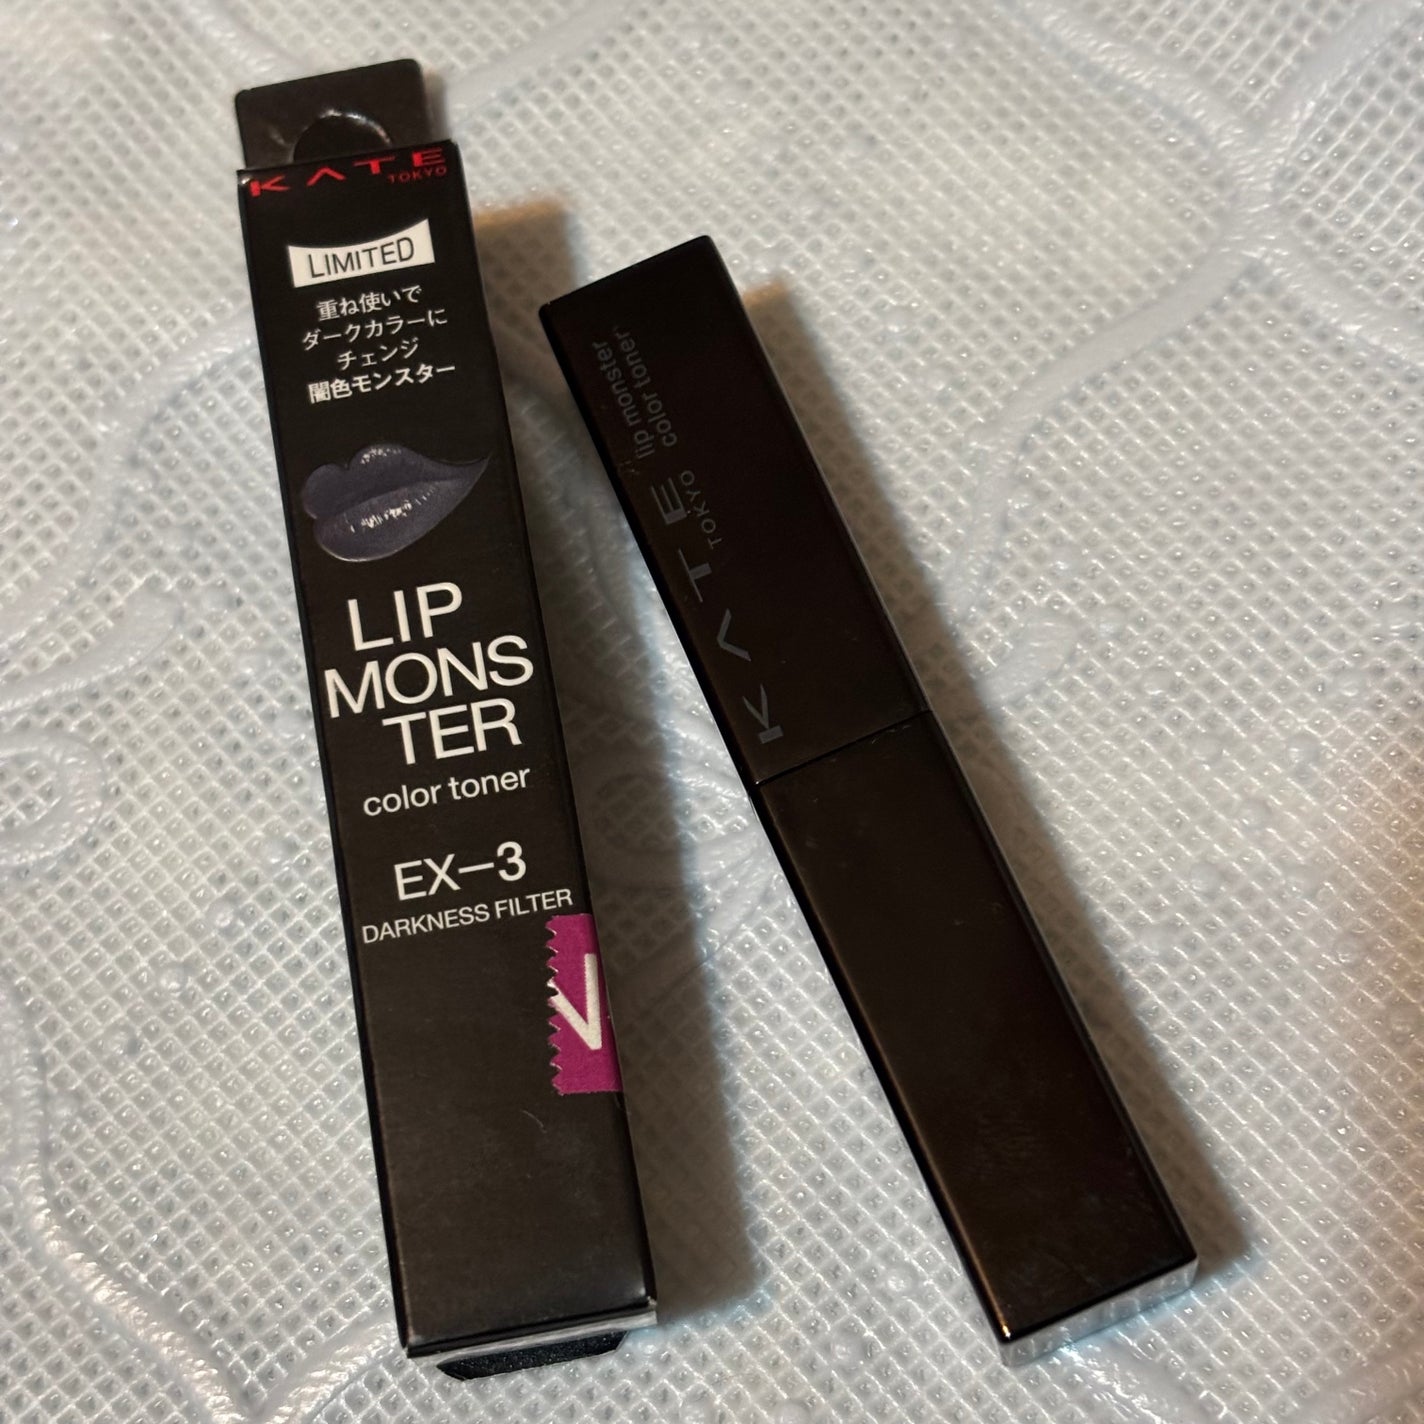 KATE
TOKYO
LIMITED
重ね使いで
ダークカラーに
チェンジ
闇色モンスター
LIP
MONS
TER
color toner
EX–3
DARKNESS FILTER
KATE
TOKYO
lip monster
color toner